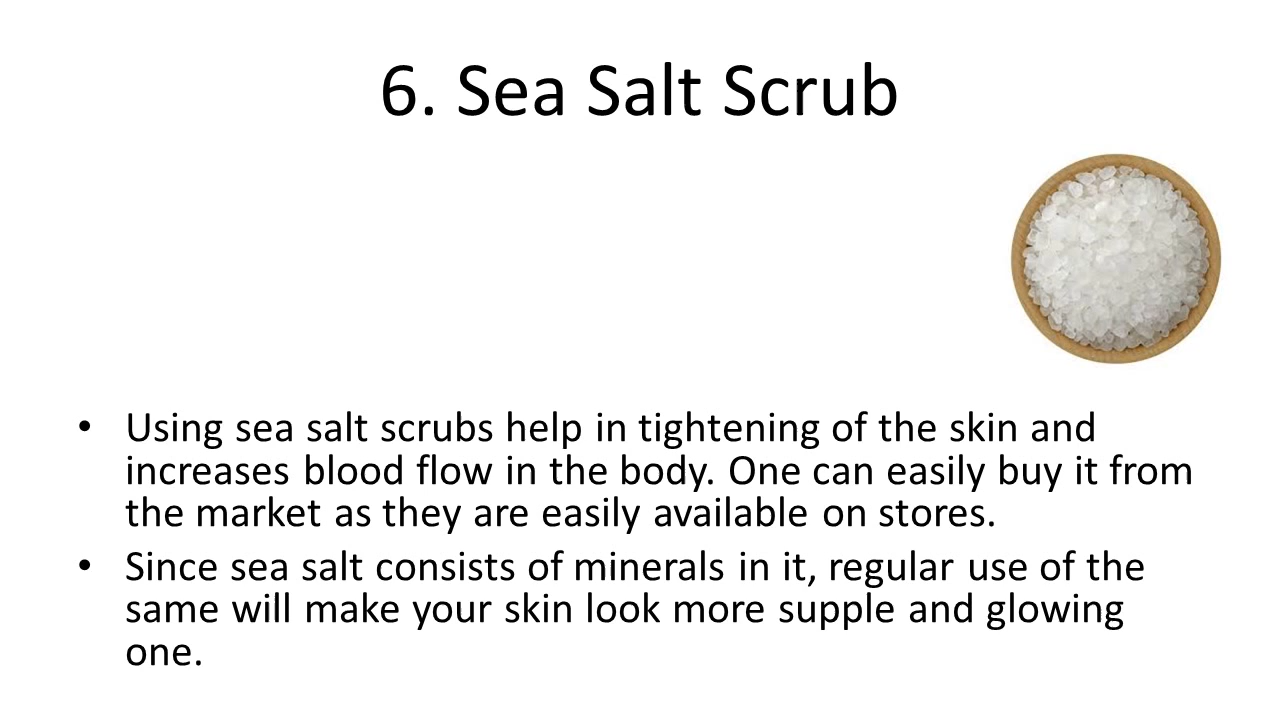 6. Sea Salt Scrub
• Using sea salt scrubs help in tightening of the skin and
increases blood flow in the body. One can easily buy it from
the market as they are easily available on stores.
• Since sea salt consists of minerals in it, regular use of the
same will make your skin look more supple and glowing
one.